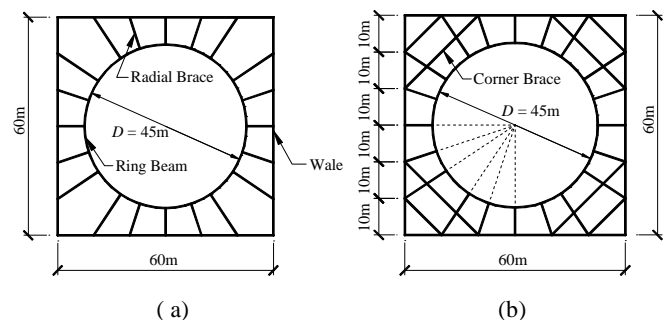 60m
Radial Brace
D = 45m
Ring Beam
Wale
60m
( a)
10m
10m
10m
10m
10m
10m
Corner Brace
D = 45m
60m
60m
(b)